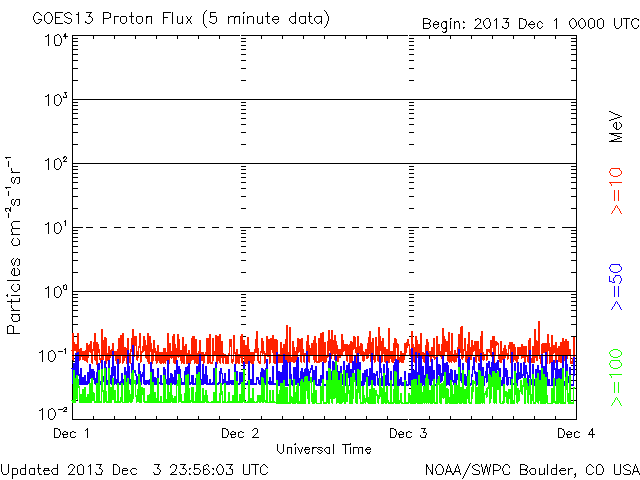 GOES13 Proton Flux (5 minute data)
Begin: 2013 Dec 1 0000 UTC
Particles cm⁻²s⁻¹sr⁻¹
10⁴
10³
10²
10¹
10⁰
10⁻¹
10⁻²
MeV
>=10
>=50
>=100
Dec 1
Dec 2
Dec 3
Dec 4
Universal Time
Updated 2013 Dec 3 23:56:03 UTC
NOAA/SWPC Boulder, CO USA